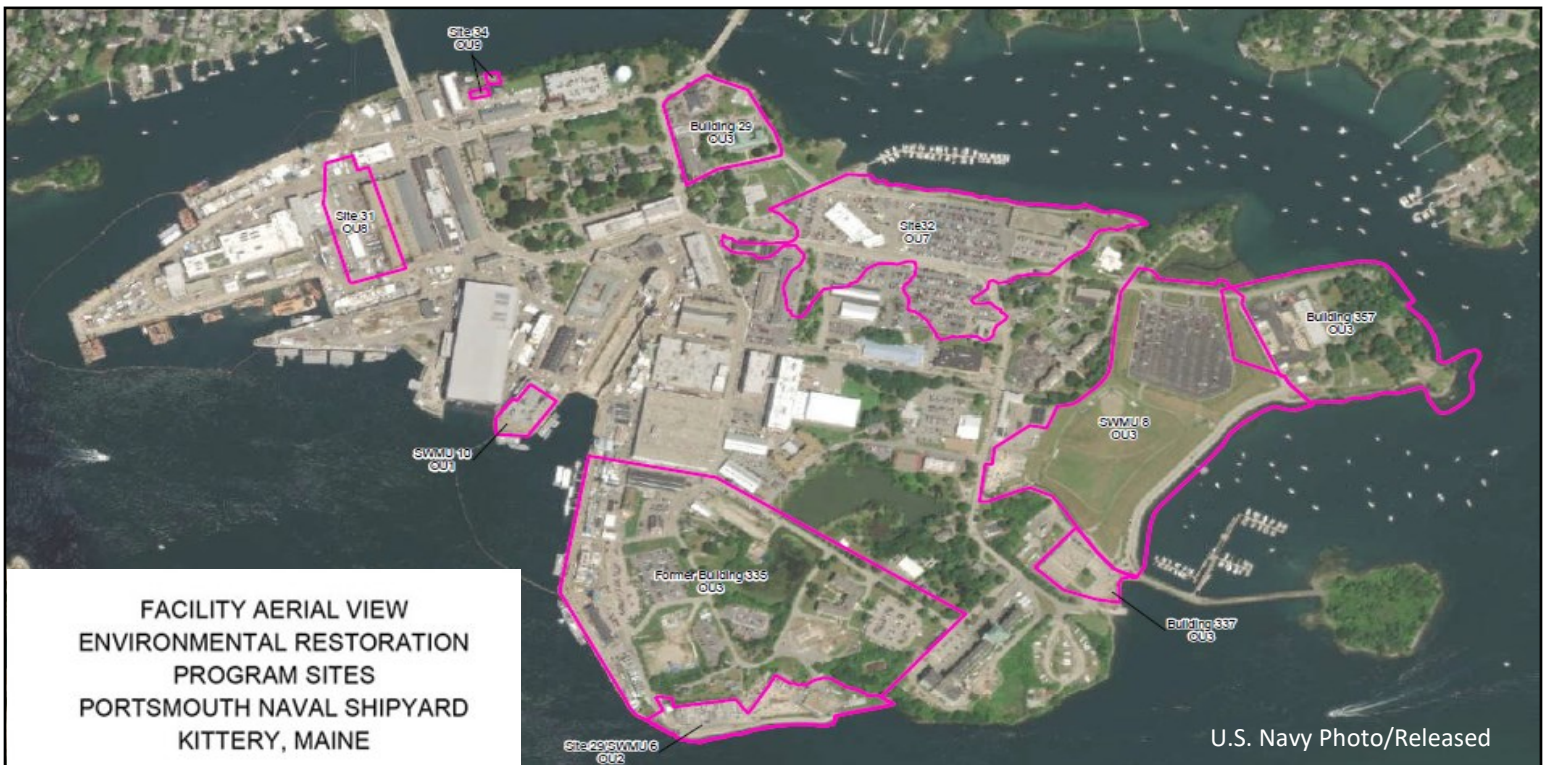 Site 34
OU9
Building 29
OU3
Site 31
OU8
Site32
OU7
Building 357
OU3
SWMU 8
OU3
SWMU 10
OU1
Former Building 335
OU3
Building 337
OU3
Site 29/SWMU 6
OU2
FACILITY AERIAL VIEW
ENVIRONMENTAL RESTORATION
PROGRAM SITES
PORTSMOUTH NAVAL SHIPYARD
KITTERY, MAINE
U.S. Navy Photo/Released